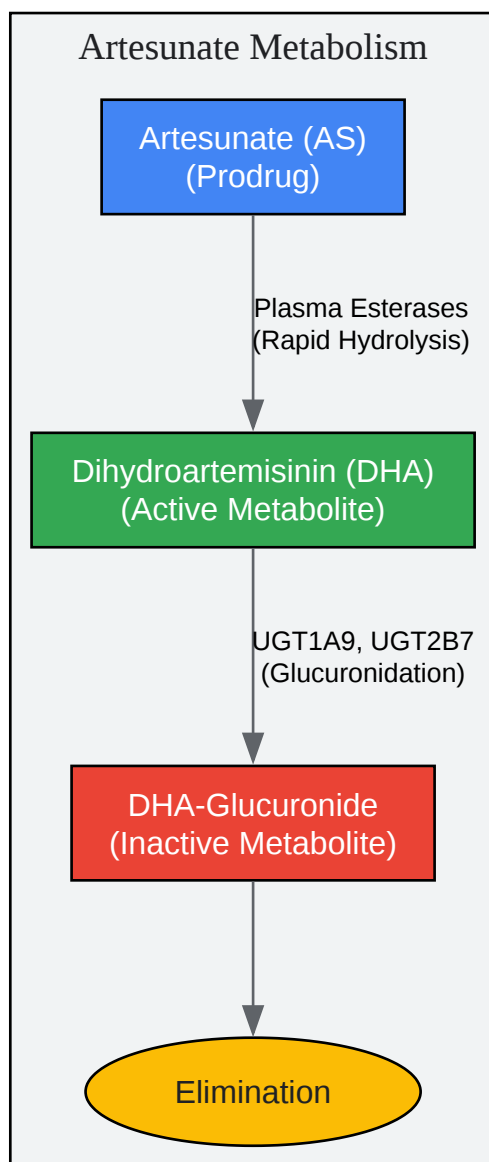 Artesunate Metabolism
Artesunate (AS)
(Prodrug)
Plasma Esterases
(Rapid Hydrolysis)
Dihydroartemisinin (DHA)
(Active Metabolite)
UGT1A9, UGT2B7
(Glucuronidation)
DHA-Glucuronide
(Inactive Metabolite)
Elimination